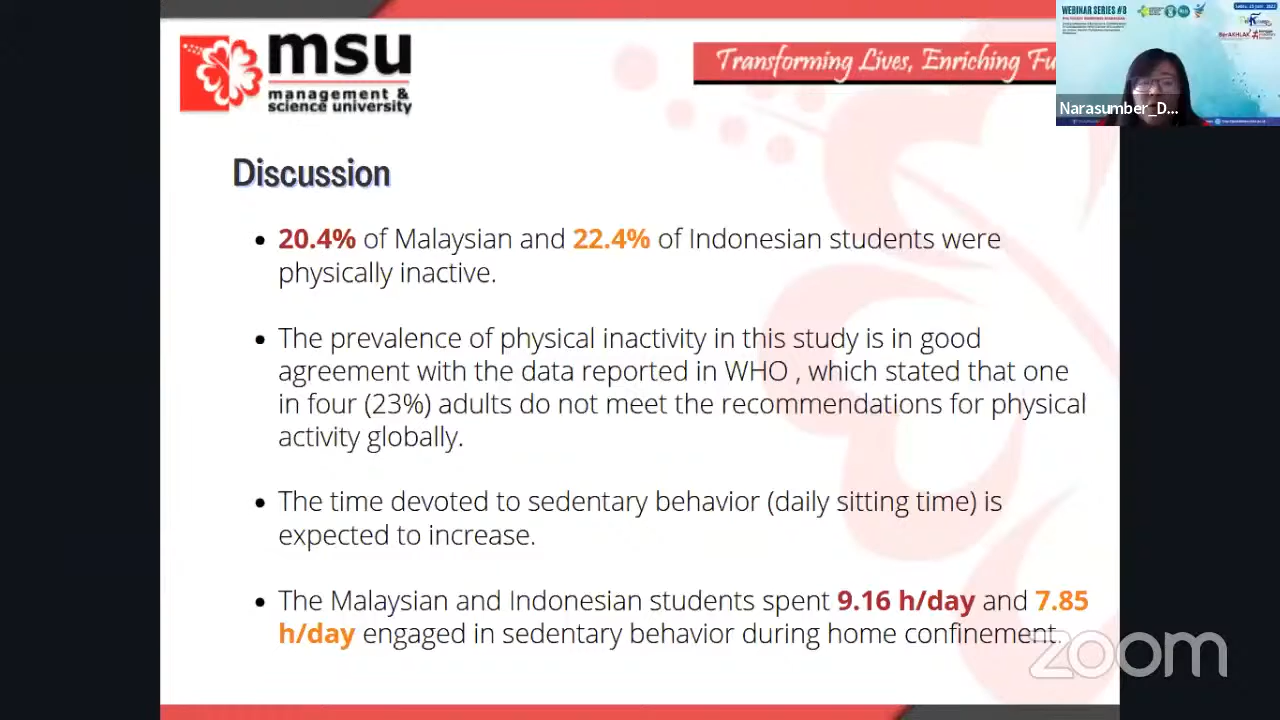 msu
management &
science university
Transforming Lives, Enriching Fu
WEBINAR SERIES #8
BerAKHLAK
Narasumber_D...
Discussion
• 20.4% of Malaysian and 22.4% of Indonesian students were
physically inactive.
• The prevalence of physical inactivity in this study is in good
agreement with the data reported in WHO , which stated that one
in four (23%) adults do not meet the recommendations for physical
activity globally.
• The time devoted to sedentary behavior (daily sitting time) is
expected to increase.
• The Malaysian and Indonesian students spent 9.16 h/day and 7.85
h/day engaged in sedentary behavior during home confinement.
zoom